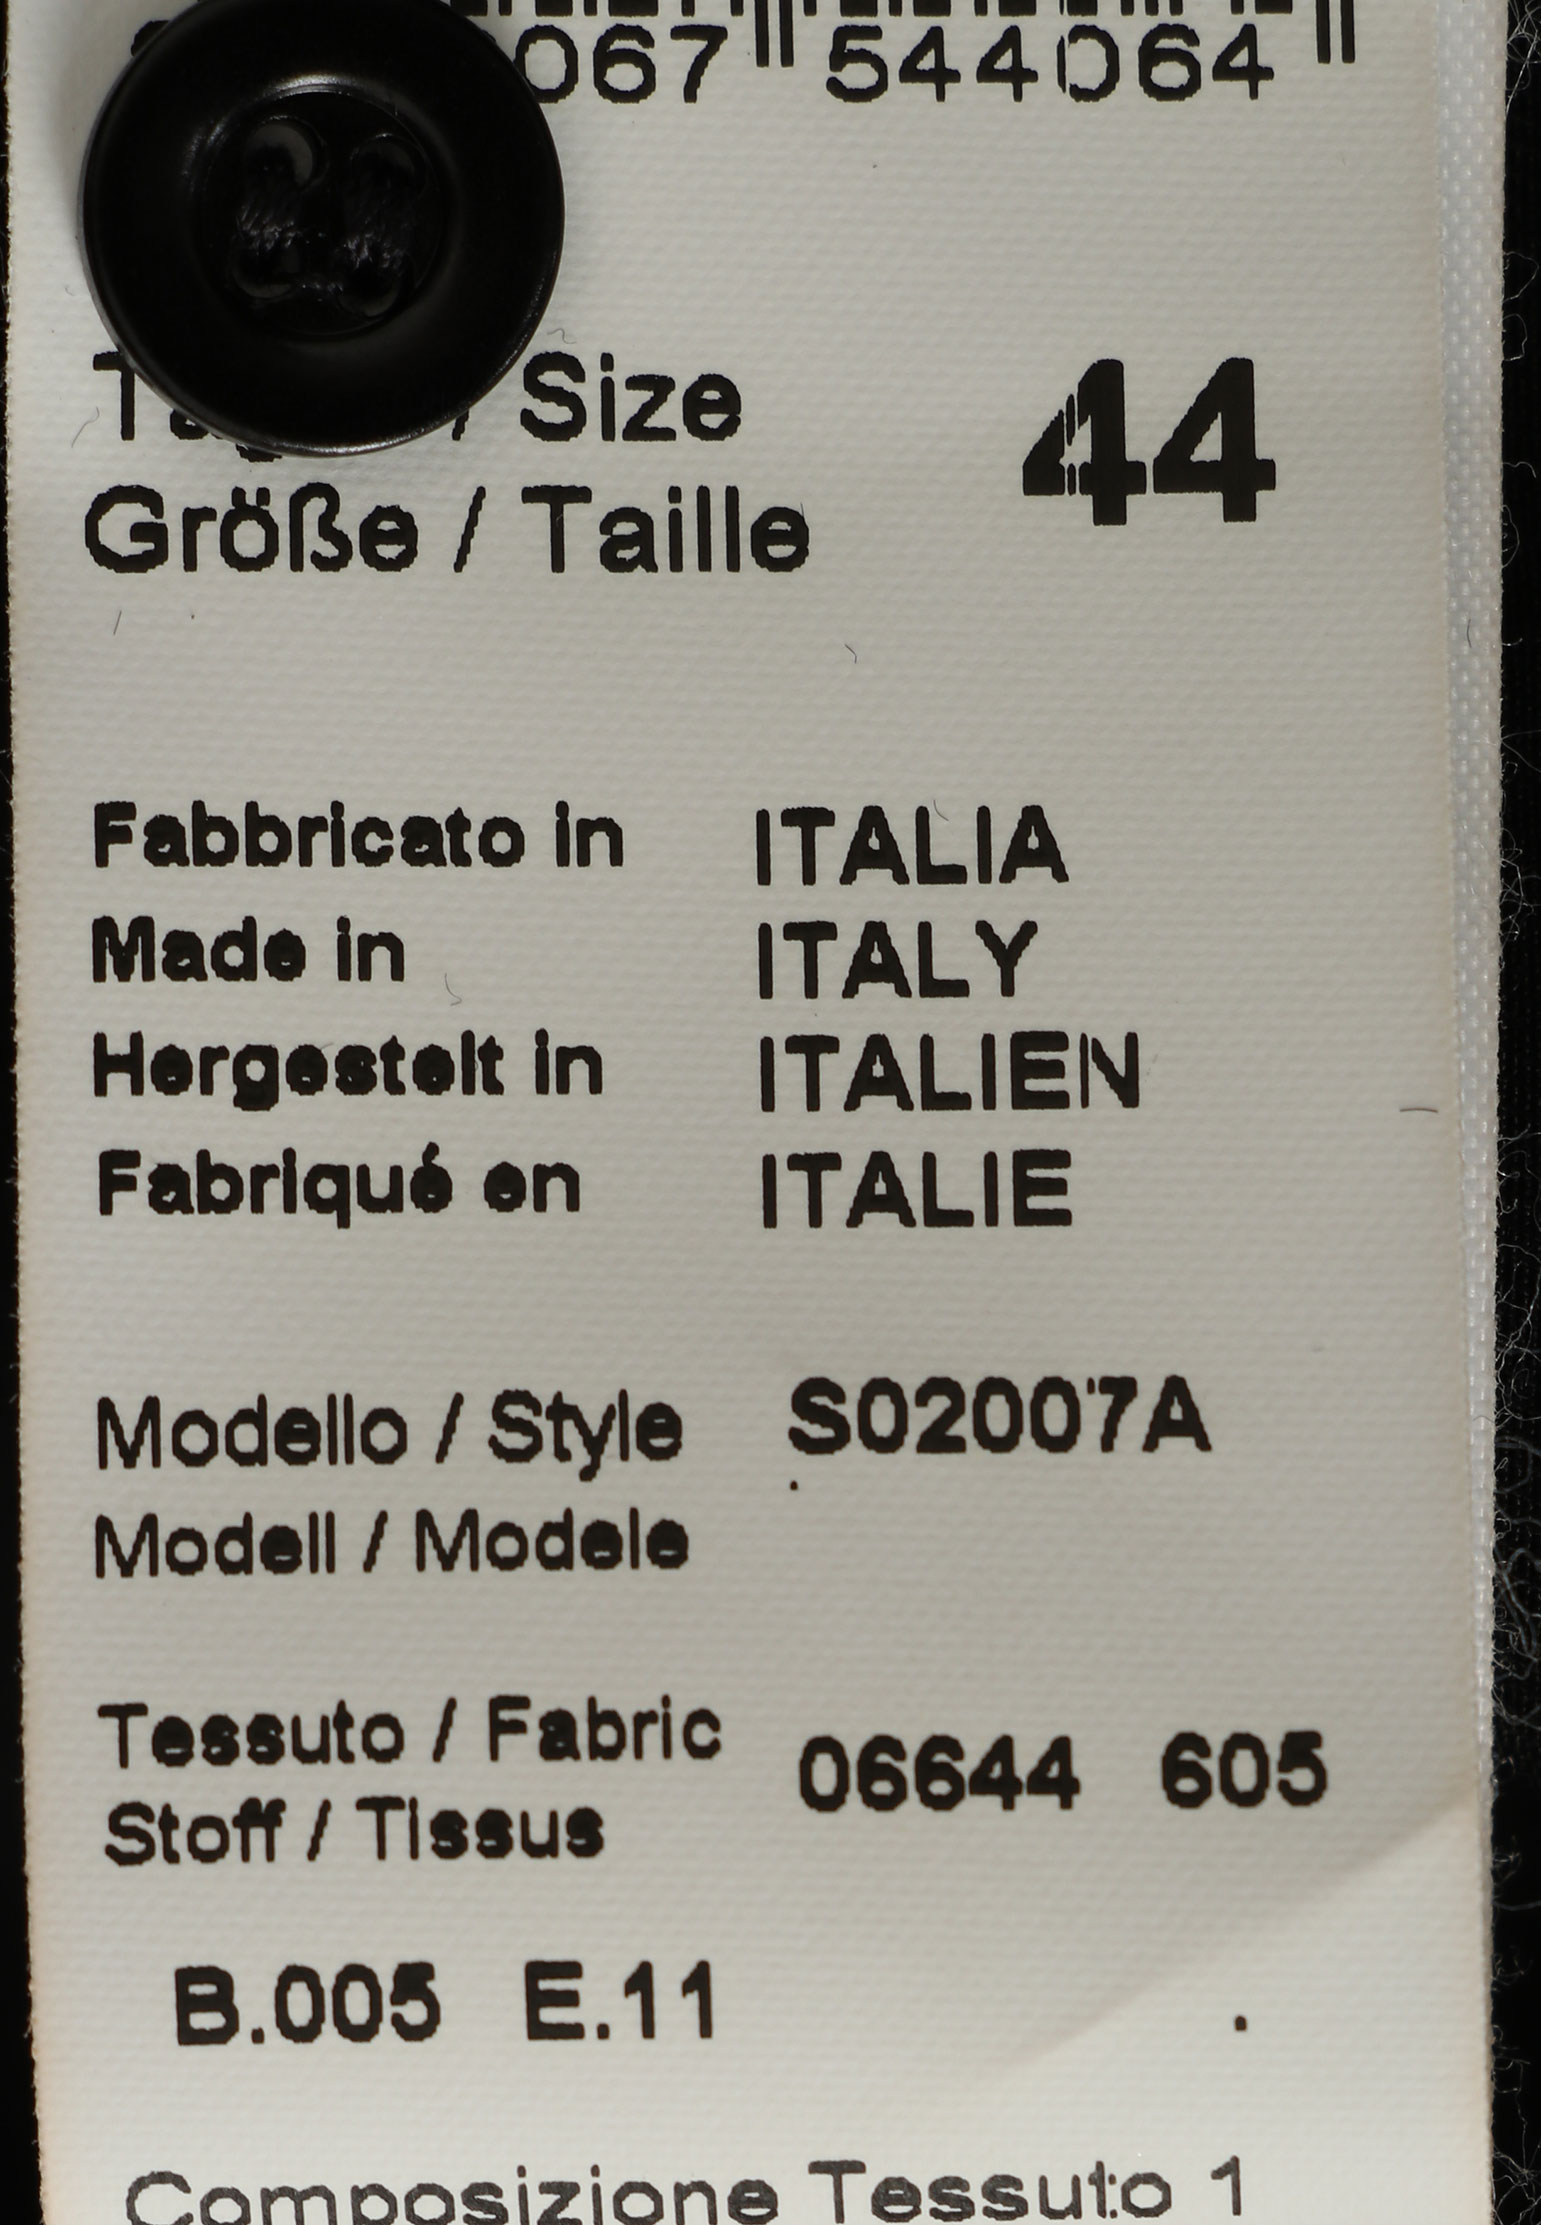 067 544064
/ Size
44
Größe / Taille
Fabbricato in ITALIA
Made in ITALY
Hergestelt in ITALIEN
Fabriqué en ITALIE
Modello / Style S02007A
Modell / Modele
Tessuto / Fabric
06644 605
Stoff / Tissus
B.005 E.11
Composizione Tessuto 1